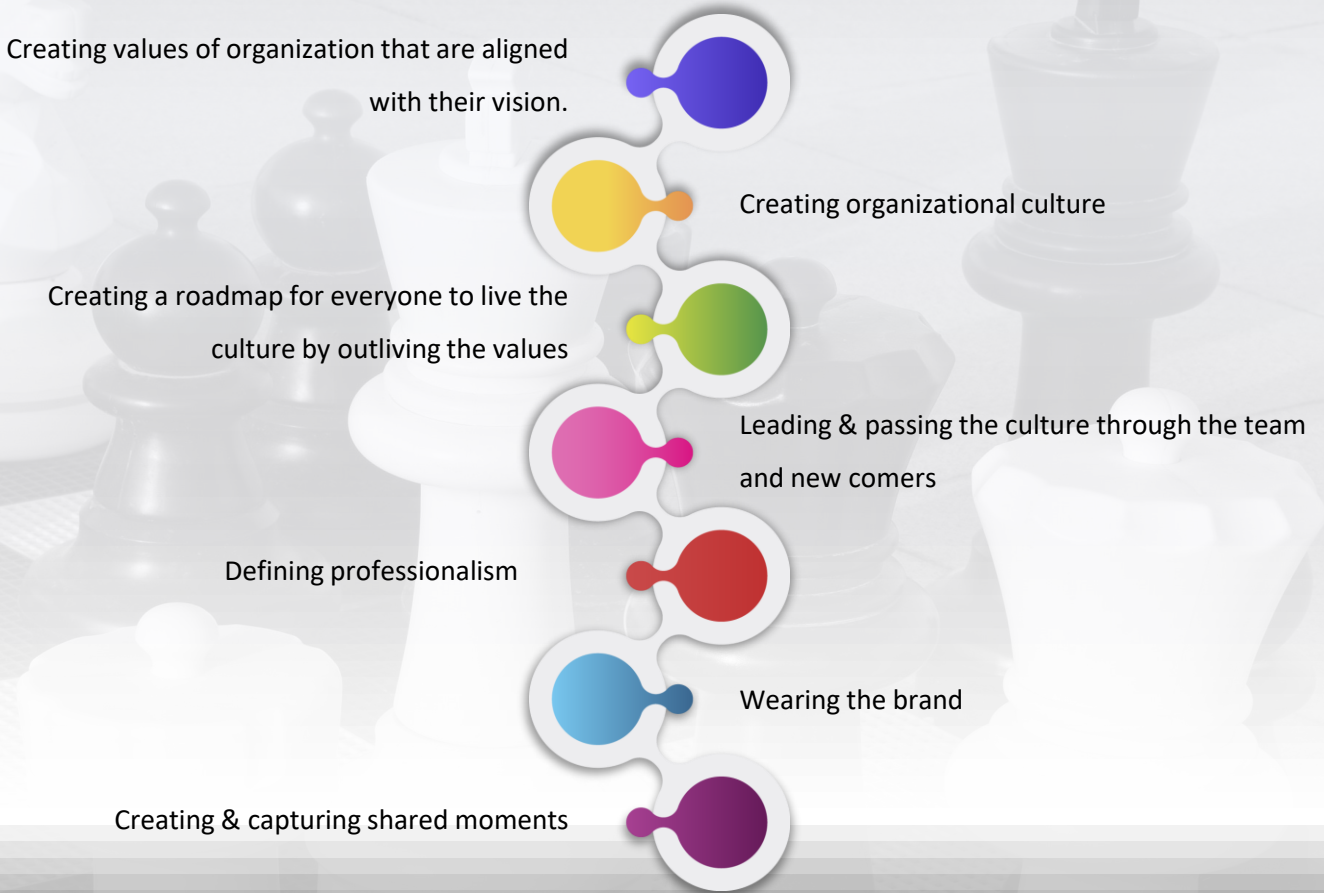 Creating values of organization that are aligned
with their vision.
Creating organizational culture
Creating a roadmap for everyone to live the
culture by outliving the values
Leading & passing the culture through the team
and new comers
Defining professionalism
Wearing the brand
Creating & capturing shared moments